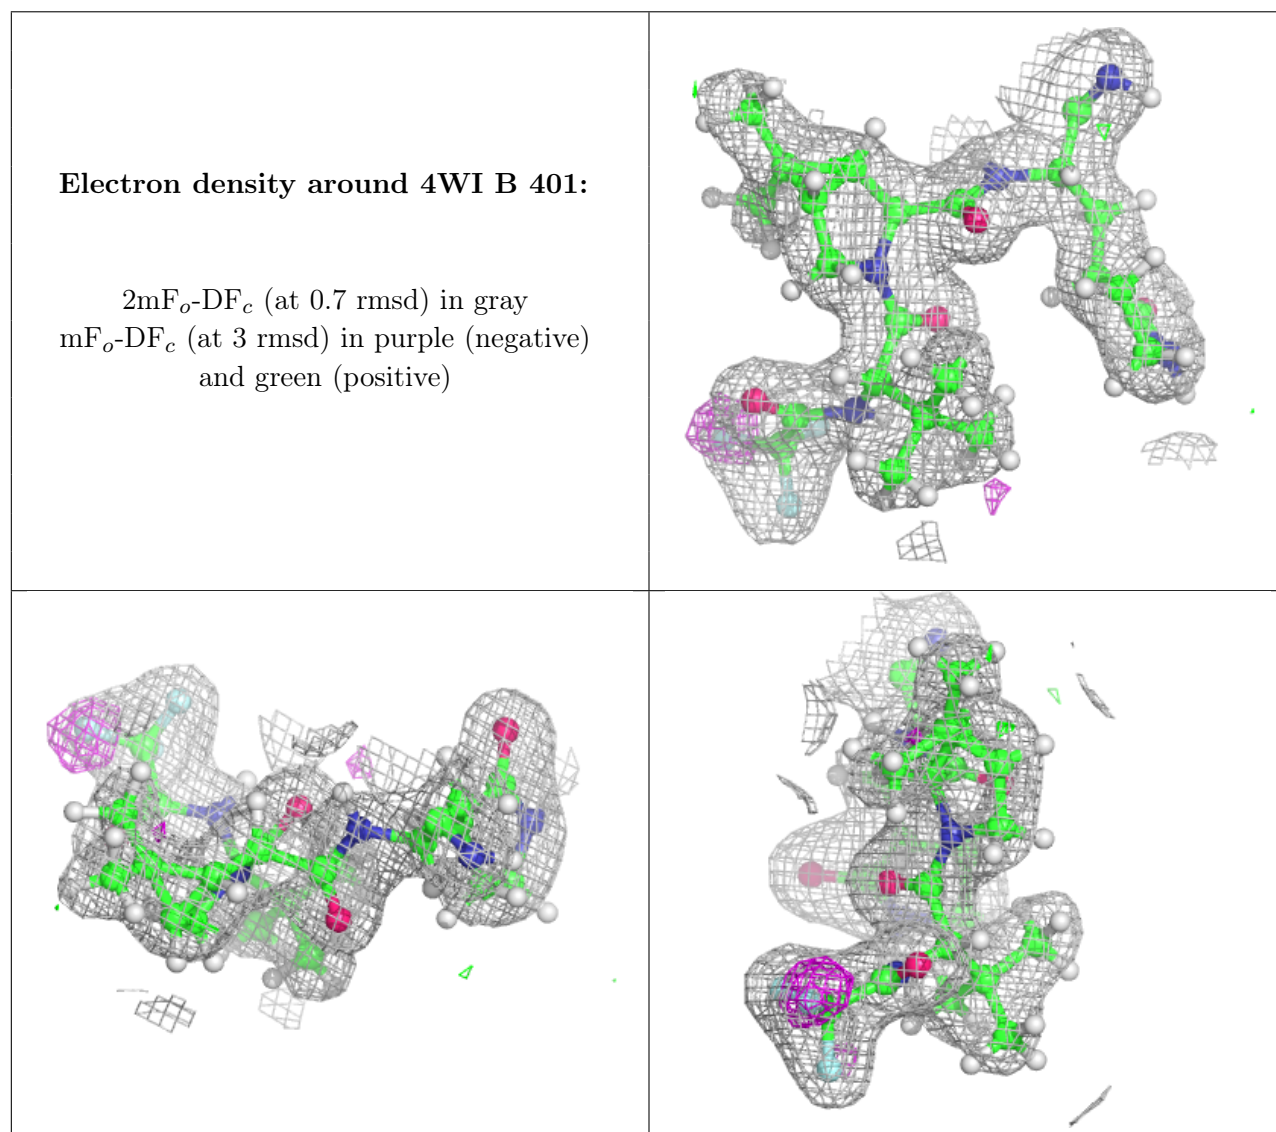 Electron density around 4WI B 401:
2mFo-DFc (at 0.7 rmsd) in gray
mFo-DFc (at 3 rmsd) in purple (negative)
and green (positive)